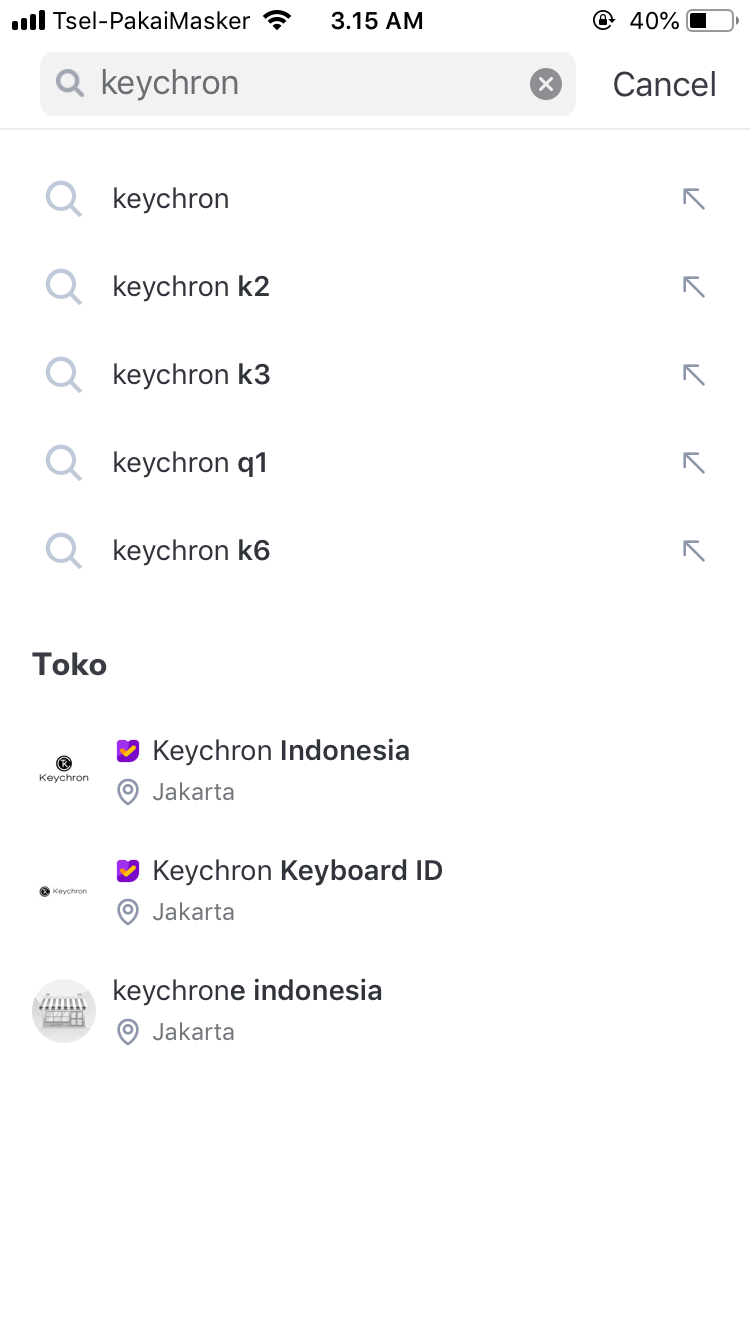 Tsel-PakaiMasker 3.15 AM 40%
keychron Cancel
keychron
keychron k2
keychron k3
keychron q1
keychron k6
Toko
Keychron Indonesia
Keychron
Jakarta
Keychron Keyboard ID
Keychron
Jakarta
keychrone indonesia
Jakarta